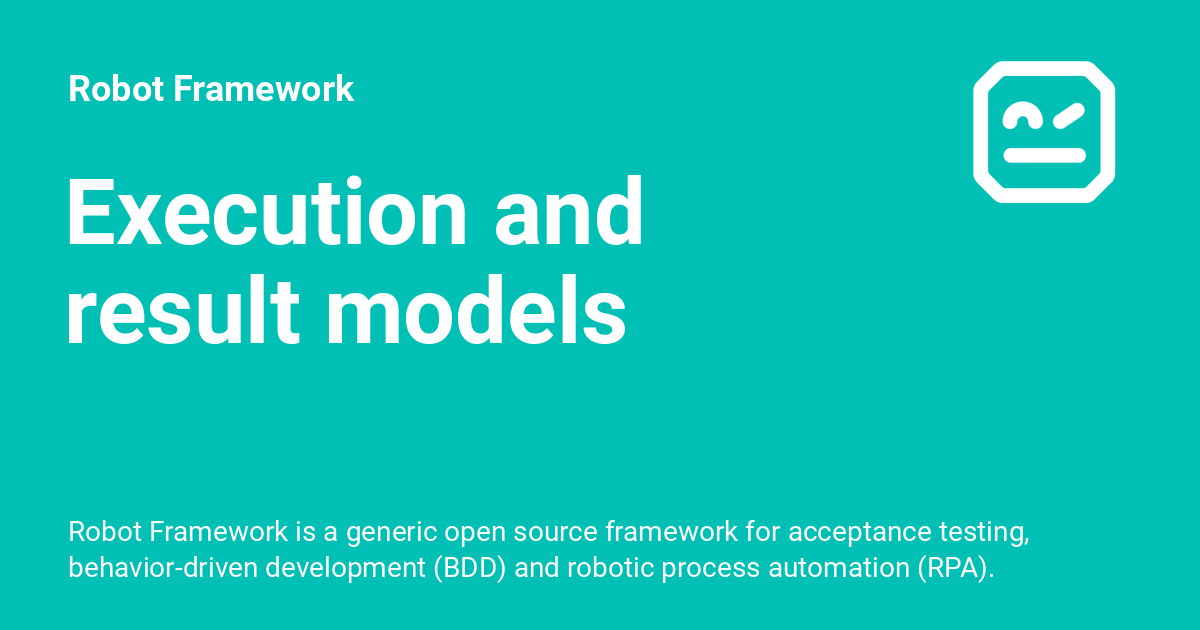 Robot Framework
Execution and
result models
Robot Framework is a generic open source framework for acceptance testing,
behavior-driven development (BDD) and robotic process automation (RPA).